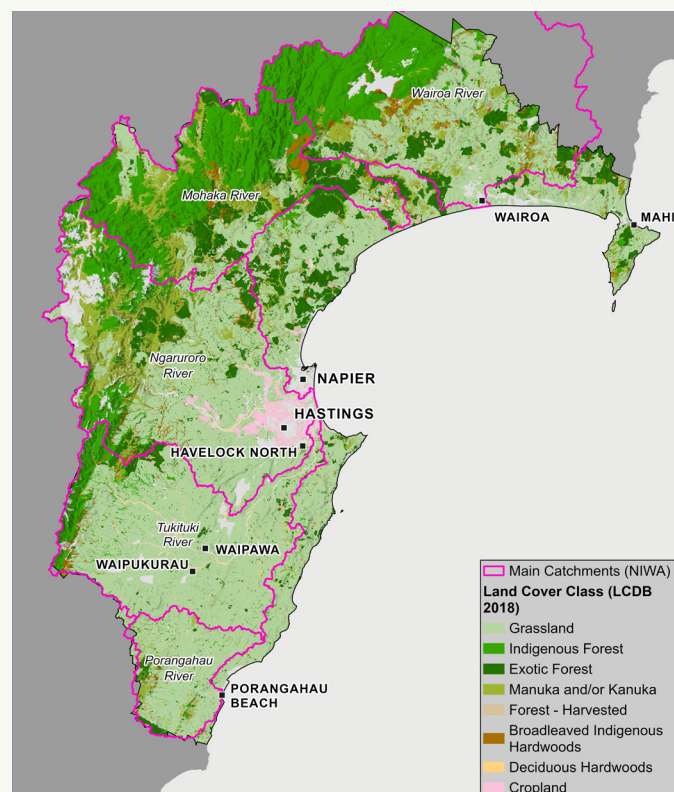 Wairoa River
Mohaka River
WAIROA
MAHI
Ngaruroro
River
NAPIER
HASTINGS
HAVELOCK NORTH
Tukituki
River
WAIPAWA
WAIPUKURAU
Porangahau
River
PORANGAHAU
BEACH
Main Catchments (NIWA)
Land Cover Class (LCDB
2018)
Grassland
Indigenous Forest
Exotic Forest
Manuka and/or Kanuka
Forest - Harvested
Broadleaved Indigenous
Hardwoods
Deciduous Hardwoods
Cropland